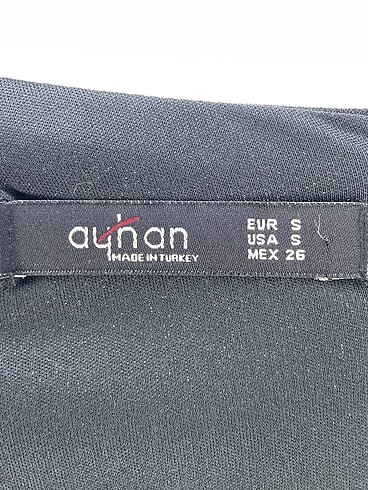 ayhan
MADE IN TURKEY
EUR S
USA S
MEX 26